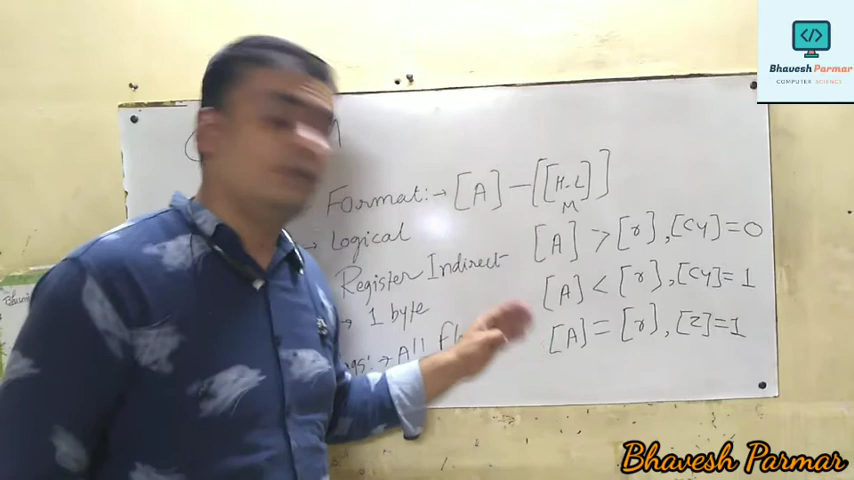 Bhavesh Parmar
COMPUTER SCIENCE
Format:→ [A] – [[H-L]]
M
→ Logical
Register Indirect
→ 1 byte
→ All
[A] > [r], [Cy]=0
[A] < [r], [Cy]=1
[A] = [r], [Z]=1
Bhavesh Parmar